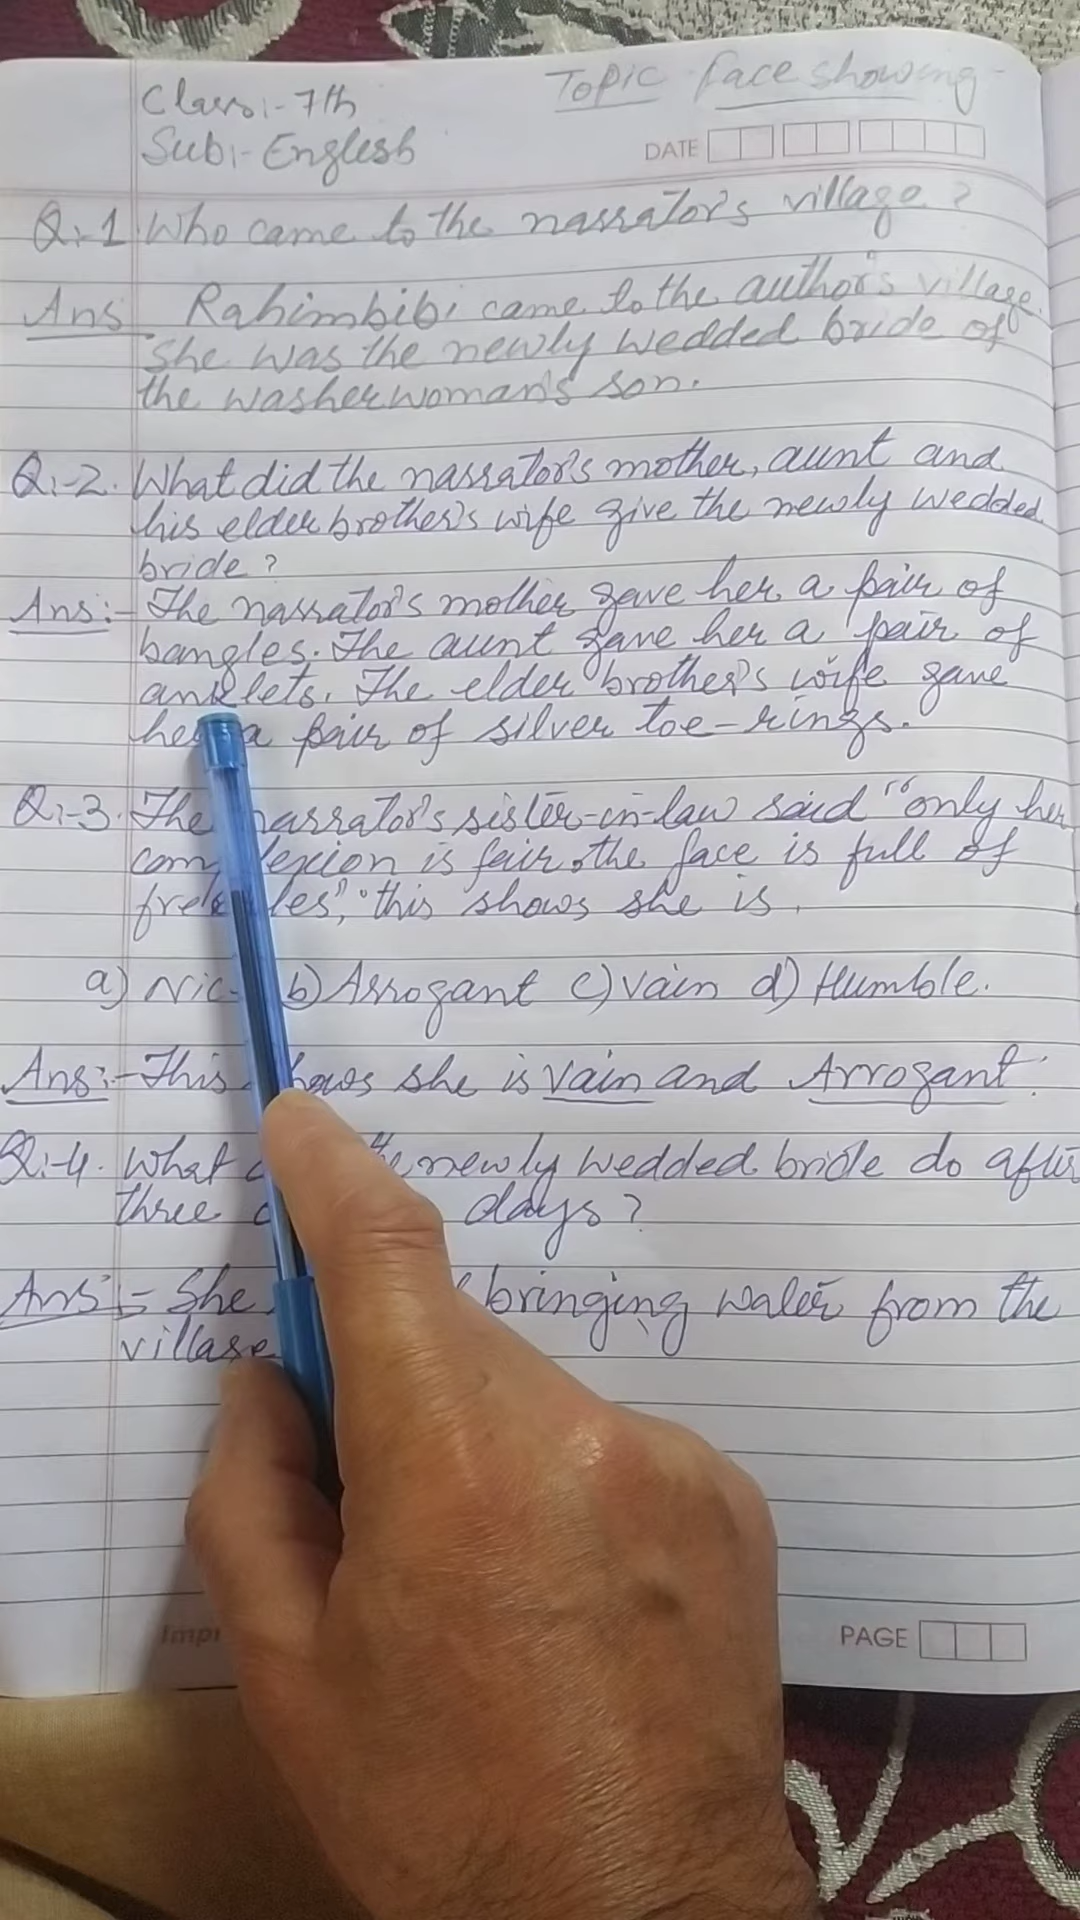 Class:- 7th
Topic face showing
Sub:- English
DATE
Q:-1. Who came to the narrator's village?
Ans Rahimbibi came to the author's village.
She was the newly wedded bride of
the washerwoman's son.
Q:-2. What did the narrator's mother, aunt and
his elder brother's wife give the newly wedded
bride?
Ans:- The narrator's mother gave her a pair of
bangles. The aunt gave her a pair of
anklets. The elder brother's wife gave
her a pair of silver toe-rings.
Q:-3. The narrator's sister-in-law said "only her
complexion is fair, the face is full of
this shows she is.
a) b) Arrogant c) vain d) Humble.
Ans:- This she is vain and Arrogant.
Q:-4. What the newly wedded bride do after
three days?
Ans:- She bringing water from the
village
PAGE